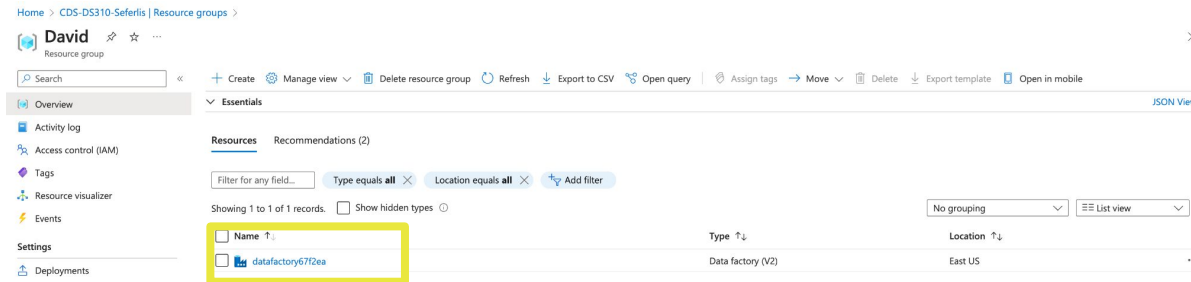 Home > CDS-DS310-Seferlis | Resource groups >
David
Resource group
Search
Overview
Activity log
Access control (IAM)
Tags
Resource visualizer
Events
Settings
Deployments
Create Manage view Delete resource group Refresh Export to CSV Open query Assign tags Move Delete Export template Open in mobile
Essentials JSON Vie
Resources Recommendations (2)
Filter for any field... Type equals all Location equals all Add filter
Showing 1 to 1 of 1 records. Show hidden types No grouping List view
Name Type Location
datafactory67f2ea Data factory (V2) East US